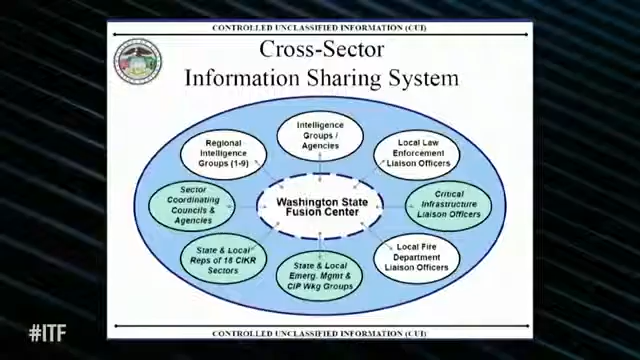 CONTROLLED UNCLASSIFIED INFORMATION (CUI)
Cross-Sector
Information Sharing System
Intelligence
Groups /
Agencies
Regional
Intelligence
Groups (1-9)
Local Law
Enforcement
Liaison Officers
Sector
Coordinating
Councils &
Agencies
Washington State
Fusion Center
Critical
Infrastructure
Liaison Officers
State & Local
Reps of 18 CIKR
Sectors
State & Local
Emerg. Mgmt &
CIP Wkg Groups
Local Fire
Department
Liaison Officers
#ITF
CONTROLLED UNCLASSIFIED INFORMATION (CUI)